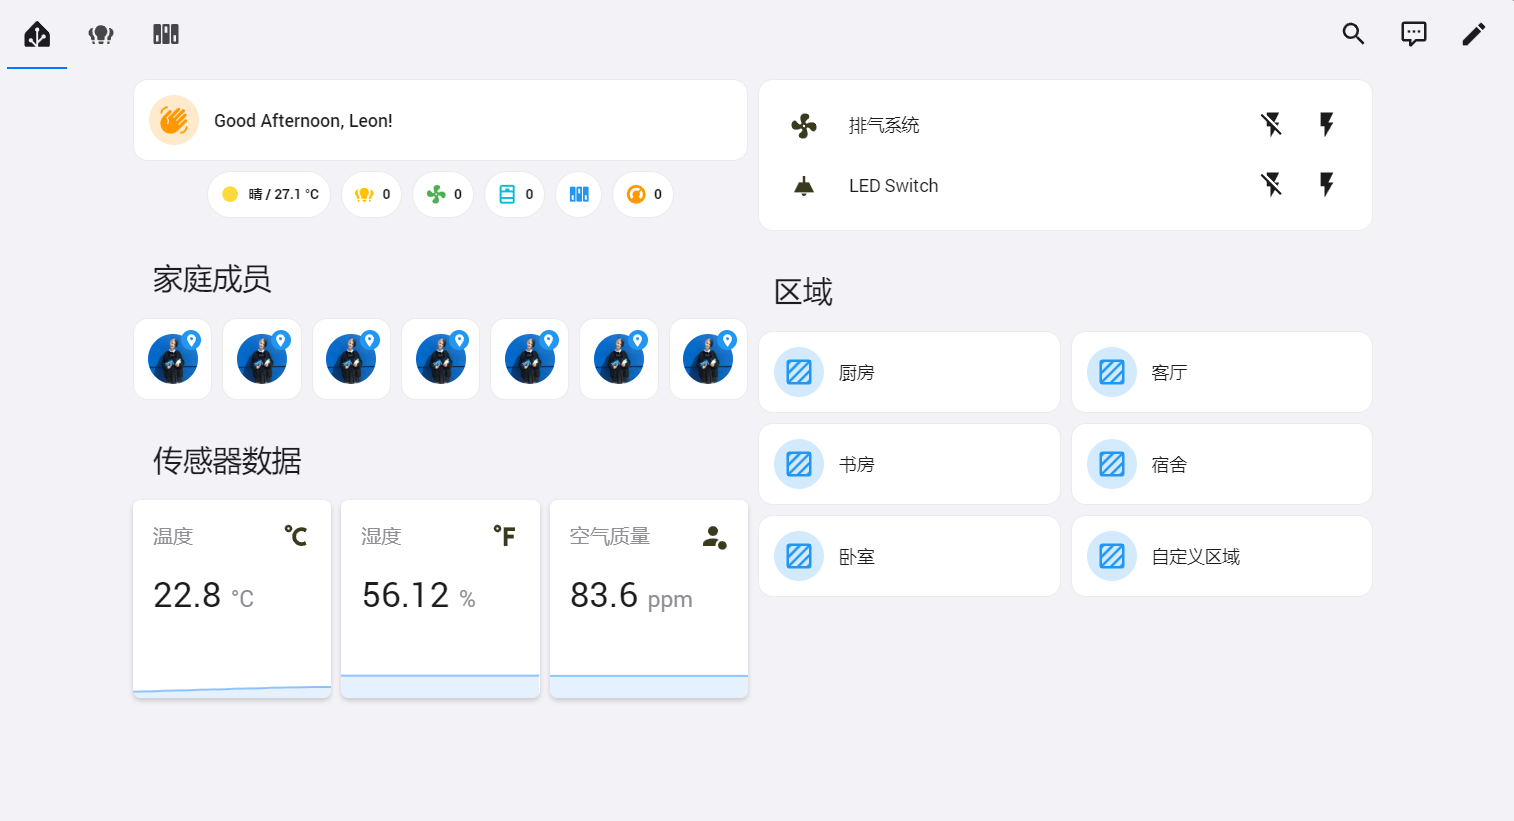 Good Afternoon, Leon!
晴 / 27.1 °C
0
0
0
0
排气系统
LED Switch
家庭成员
区域
厨房
客厅
书房
宿舍
卧室
自定义区域
传感器数据
温度 °C
22.8 °C
湿度 °F
56.12 %
空气质量
83.6 ppm